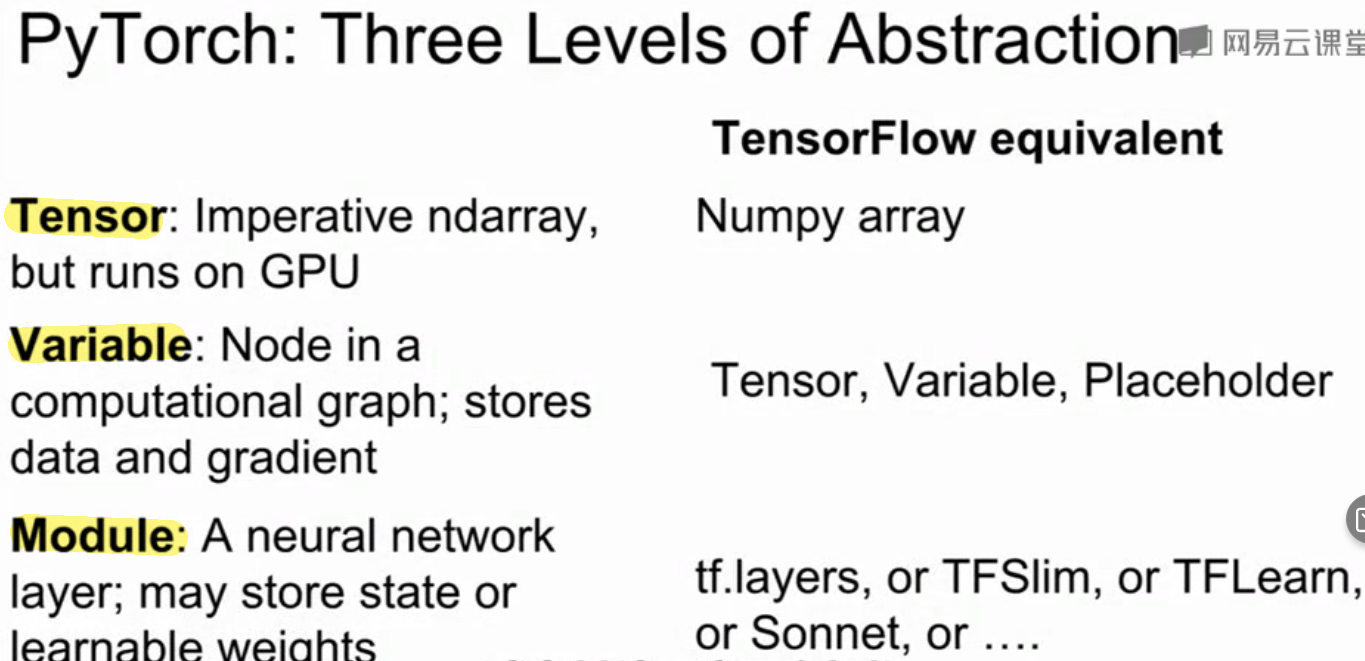 PyTorch: Three Levels of Abstraction
网易云课堂
TensorFlow equivalent
Tensor: Imperative ndarray,
but runs on GPU
Numpy array
Variable: Node in a
computational graph; stores
data and gradient
Tensor, Variable, Placeholder
Module: A neural network
layer; may store state or
learnable weights
tf.layers, or TFSlim, or TFLearn,
or Sonnet, or ....